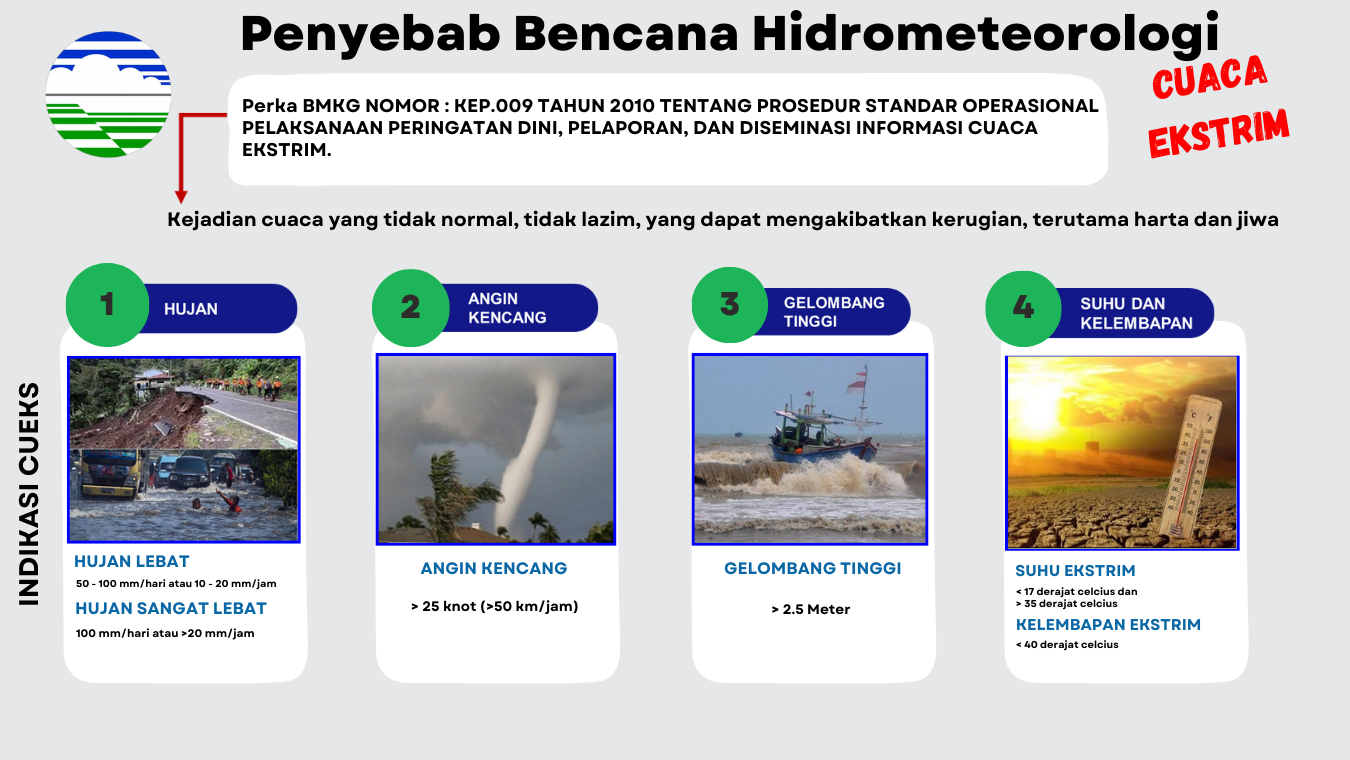 Penyebab Bencana Hidrometeorologi
CUACA
EKSTRIM
Perka BMKG NOMOR : KEP.009 TAHUN 2010 TENTANG PROSEDUR STANDAR OPERASIONAL
PELAKSANAAN PERINGATAN DINI, PELAPORAN, DAN DISEMINASI INFORMASI CUACA
EKSTRIM.
Kejadian cuaca yang tidak normal, tidak lazim, yang dapat mengakibatkan kerugian, terutama harta dan jiwa
INDIKASI CUEKS
1
HUJAN
HUJAN LEBAT
50 - 100 mm/hari atau 10 - 20 mm/jam
HUJAN SANGAT LEBAT
100 mm/hari atau >20 mm/jam
2
ANGIN
KENCANG
ANGIN KENCANG
> 25 knot (>50 km/jam)
3
GELOMBANG
TINGGI
GELOMBANG TINGGI
> 2.5 Meter
4
SUHU DAN
KELEMBAPAN
C F
SUHU EKSTRIM
< 17 derajat celcius dan
> 35 derajat celcius
KELEMBAPAN EKSTRIM
< 40 derajat celcius